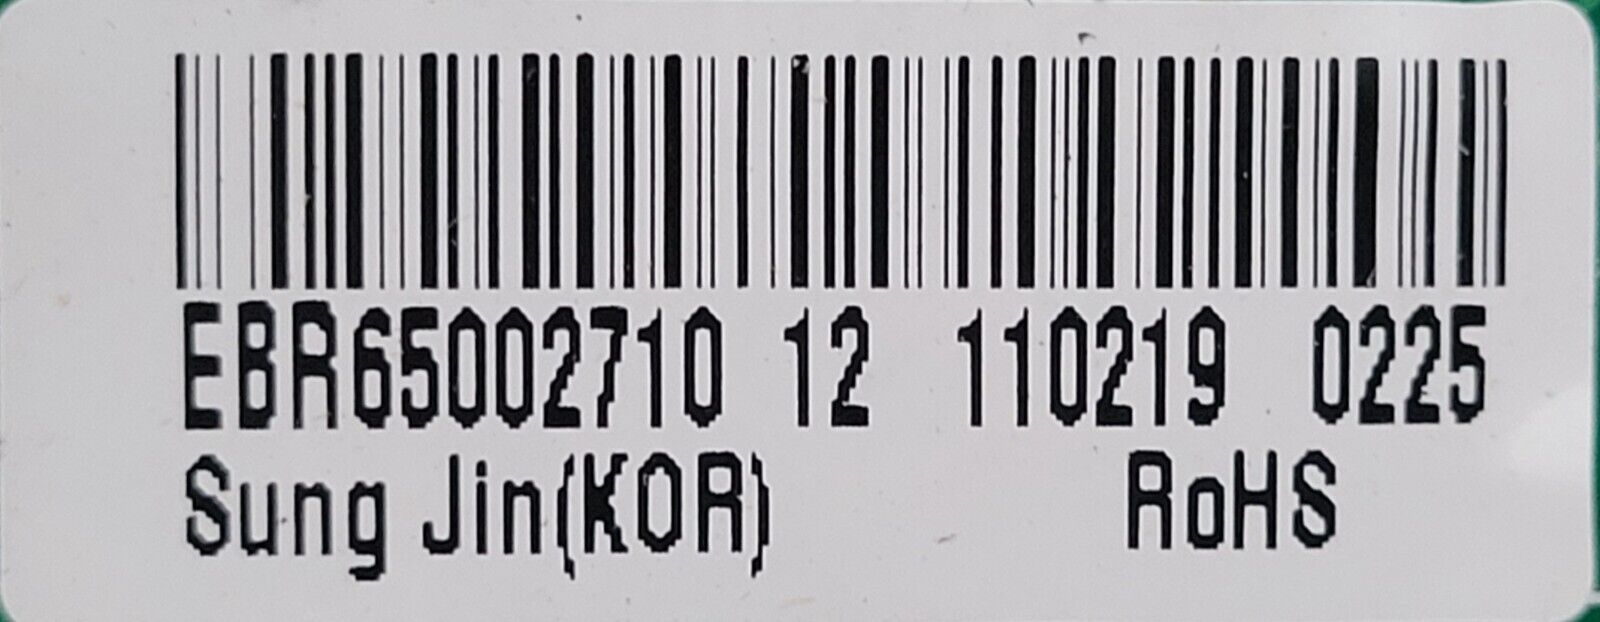 EBR65002710 12 110219 0225
Sung Jin(KOR) RoHS